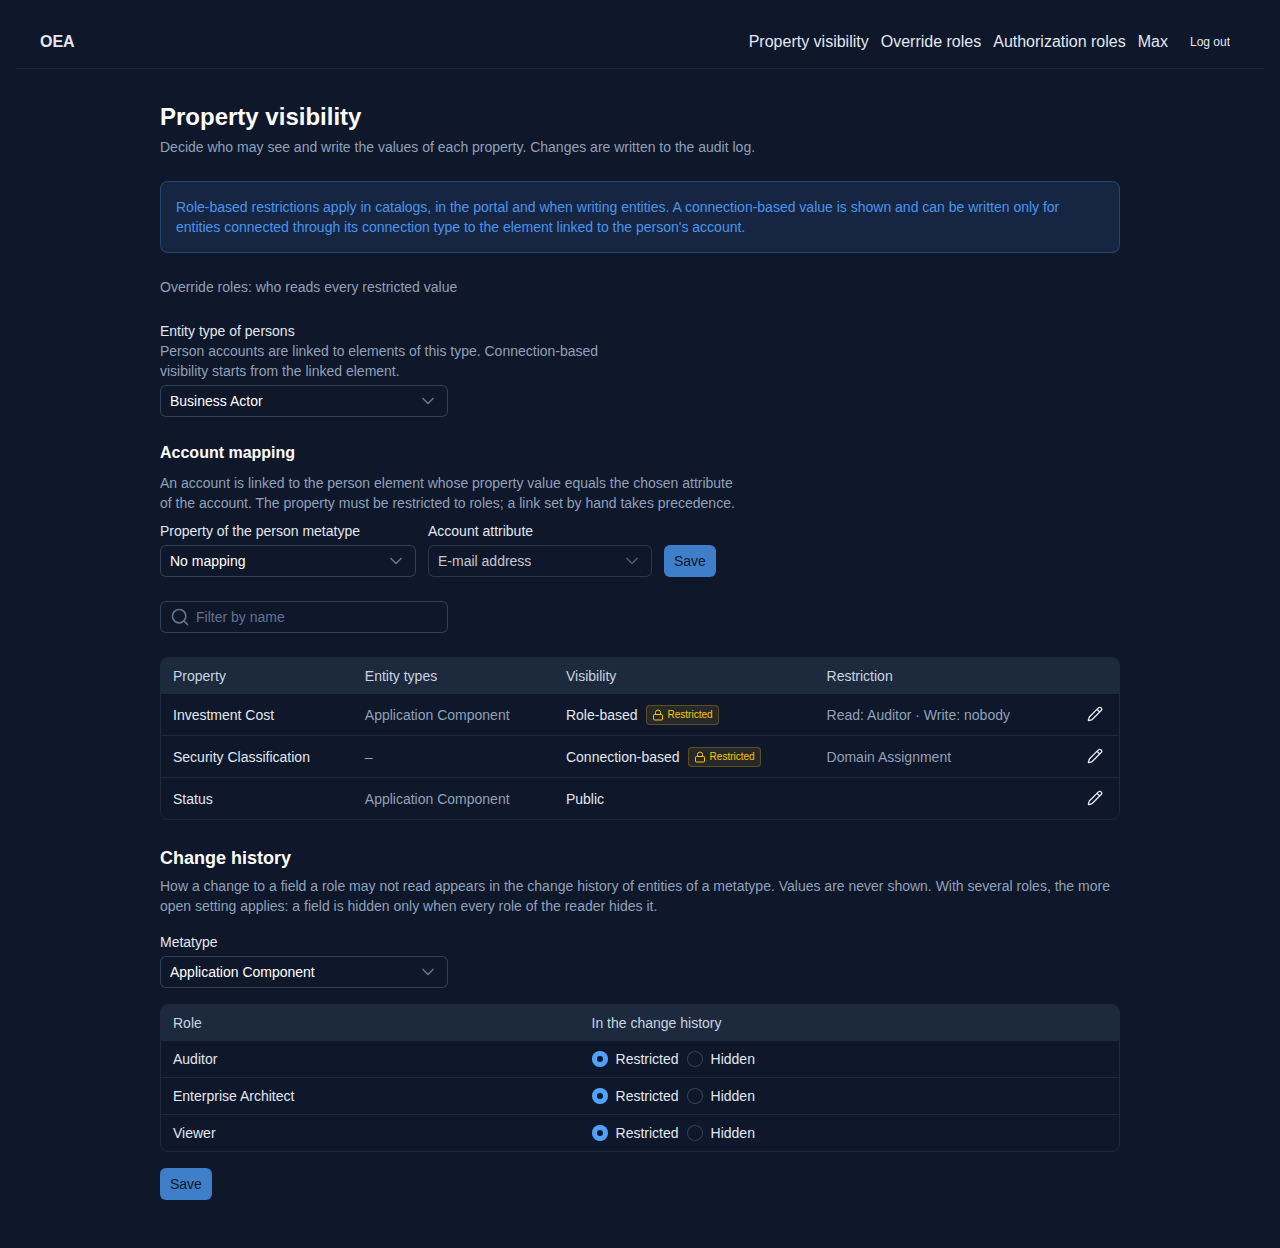 OEA
Property visibility Override roles Authorization roles Max Log out
Property visibility
Decide who may see and write the values of each property. Changes are written to the audit log.
Role-based restrictions apply in catalogs, in the portal and when writing entities. A connection-based value is shown and can be written only for
entities connected through its connection type to the element linked to the person's account.
Override roles: who reads every restricted value
Entity type of persons
Person accounts are linked to elements of this type. Connection-based
visibility starts from the linked element.
Business Actor
Account mapping
An account is linked to the person element whose property value equals the chosen attribute
of the account. The property must be restricted to roles; a link set by hand takes precedence.
Property of the person metatype Account attribute
No mapping E-mail address Save
Filter by name
Property Entity types Visibility Restriction
Investment Cost Application Component Role-based Restricted Read: Auditor · Write: nobody
Security Classification – Connection-based Restricted Domain Assignment
Status Application Component Public
Change history
How a change to a field a role may not read appears in the change history of entities of a metatype. Values are never shown. With several roles, the more
open setting applies: a field is hidden only when every role of the reader hides it.
Metatype
Application Component
Role In the change history
Auditor Restricted Hidden
Enterprise Architect Restricted Hidden
Viewer Restricted Hidden
Save